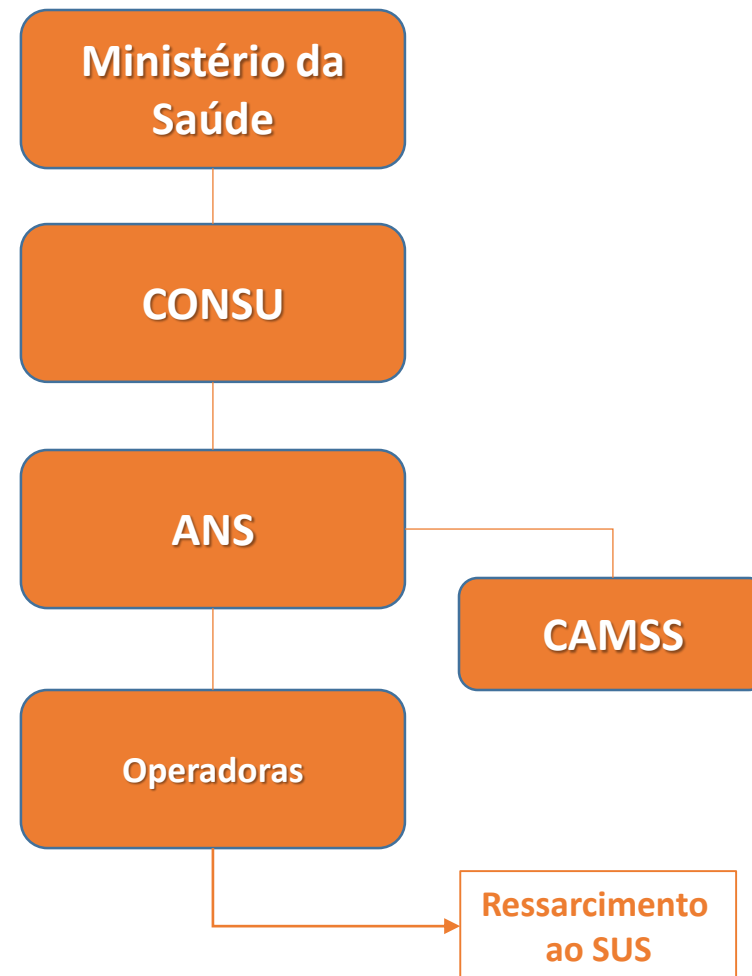 Ministério da
Saúde
CONSU
ANS
CAMSS
Operadoras
Ressarcimento
ao SUS